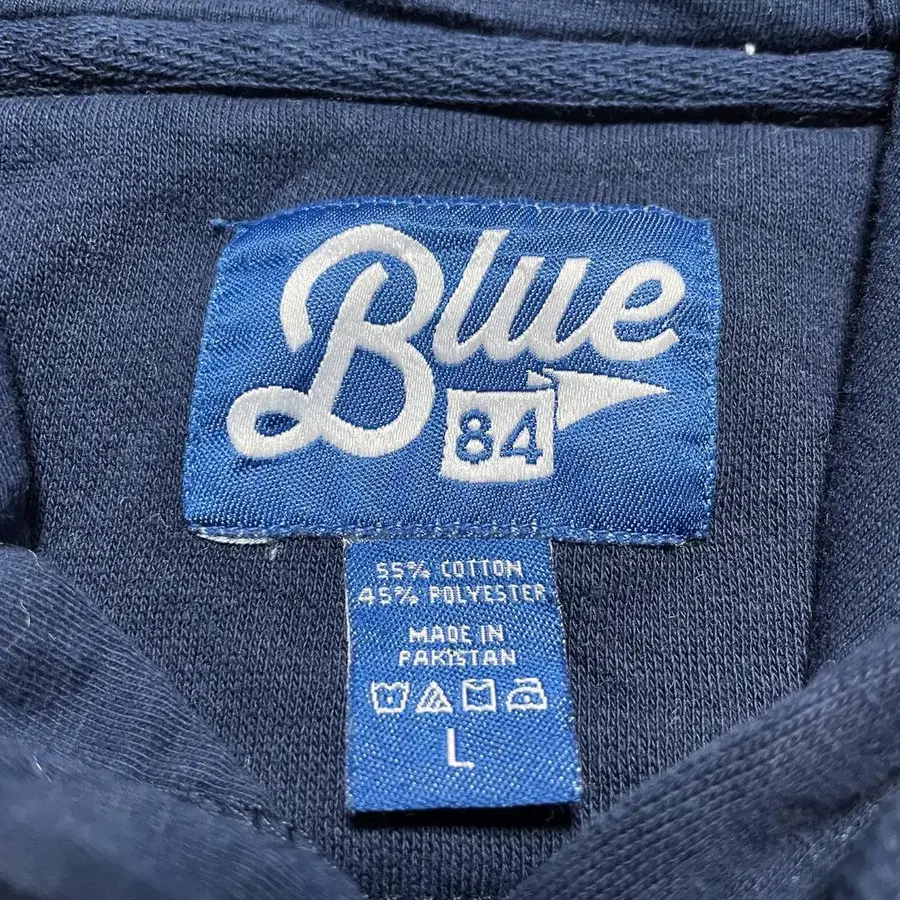 Blue
84
55% COTTON
45% POLYESTER
MADE IN
PAKISTAN
L